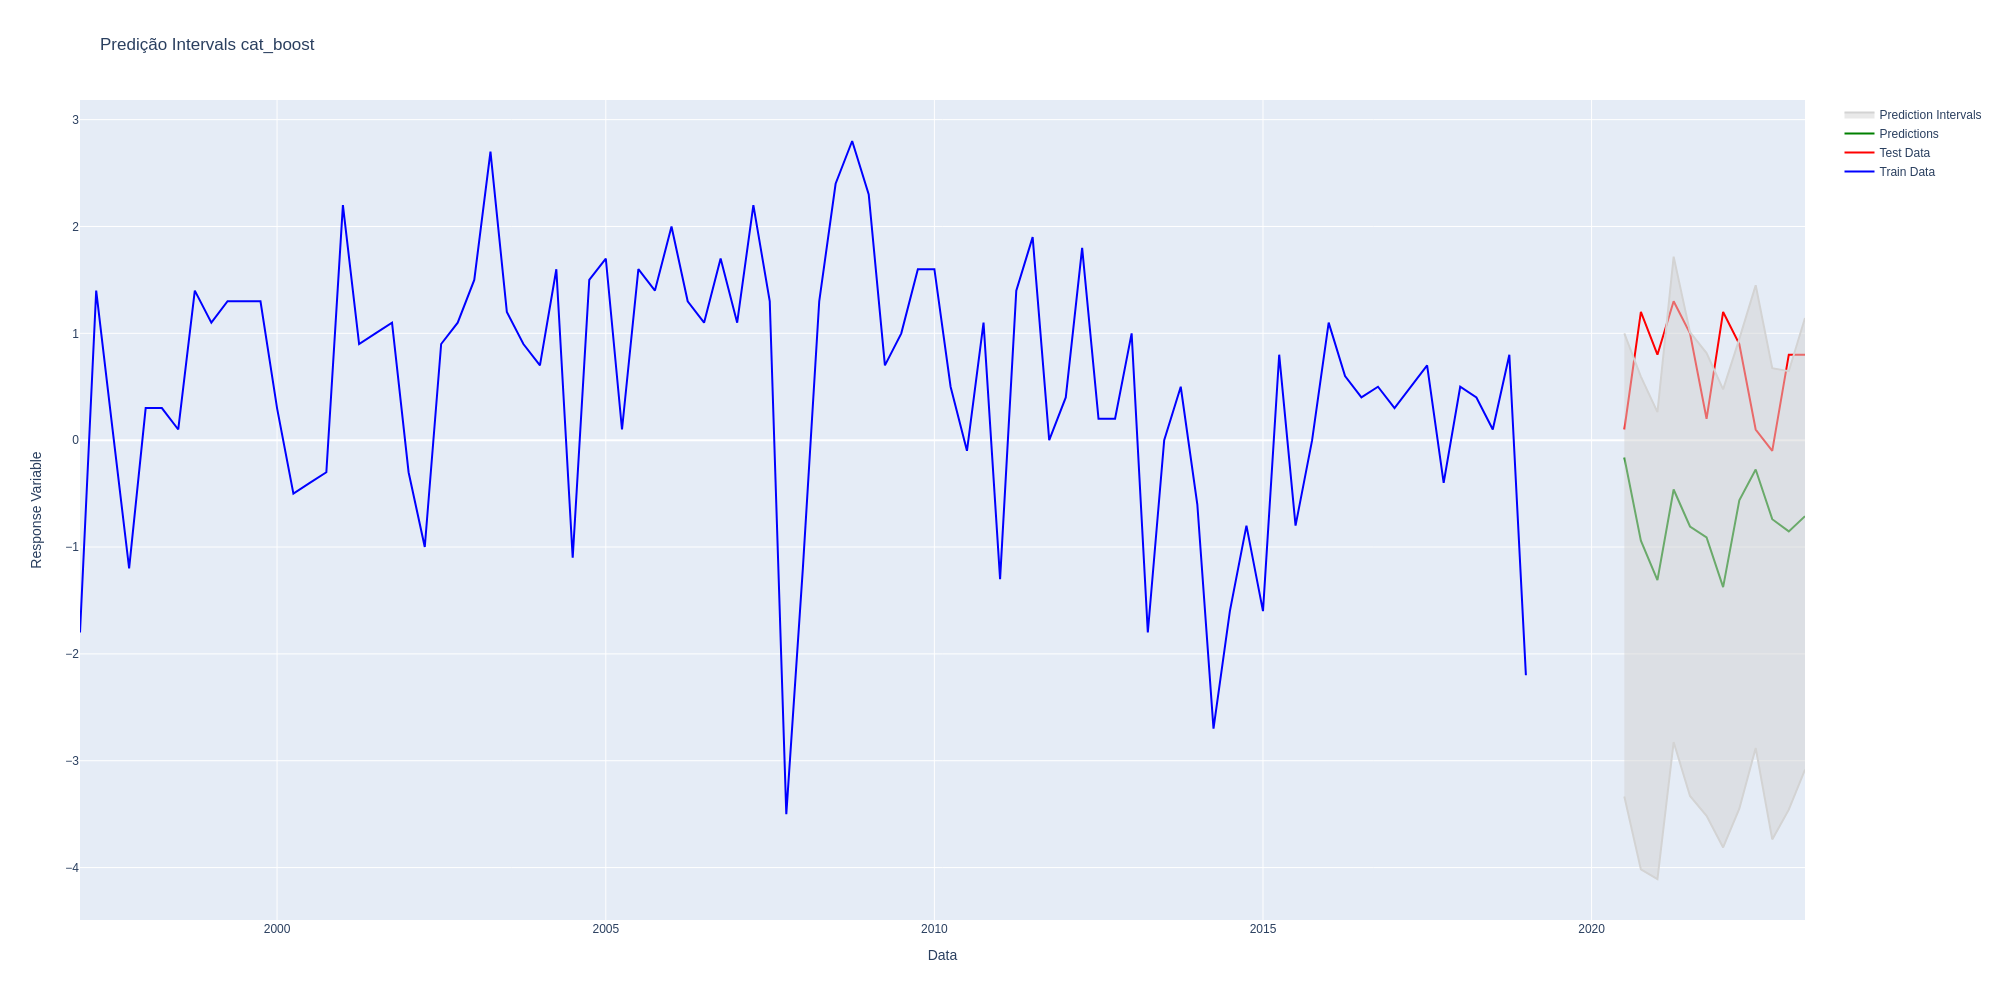 Predição Intervals cat_boost
Prediction Intervals
Predictions
Test Data
Train Data
3
2
1
0
−1
−2
−3
−4
Response Variable
2000
2005
2010
2015
2020
Data